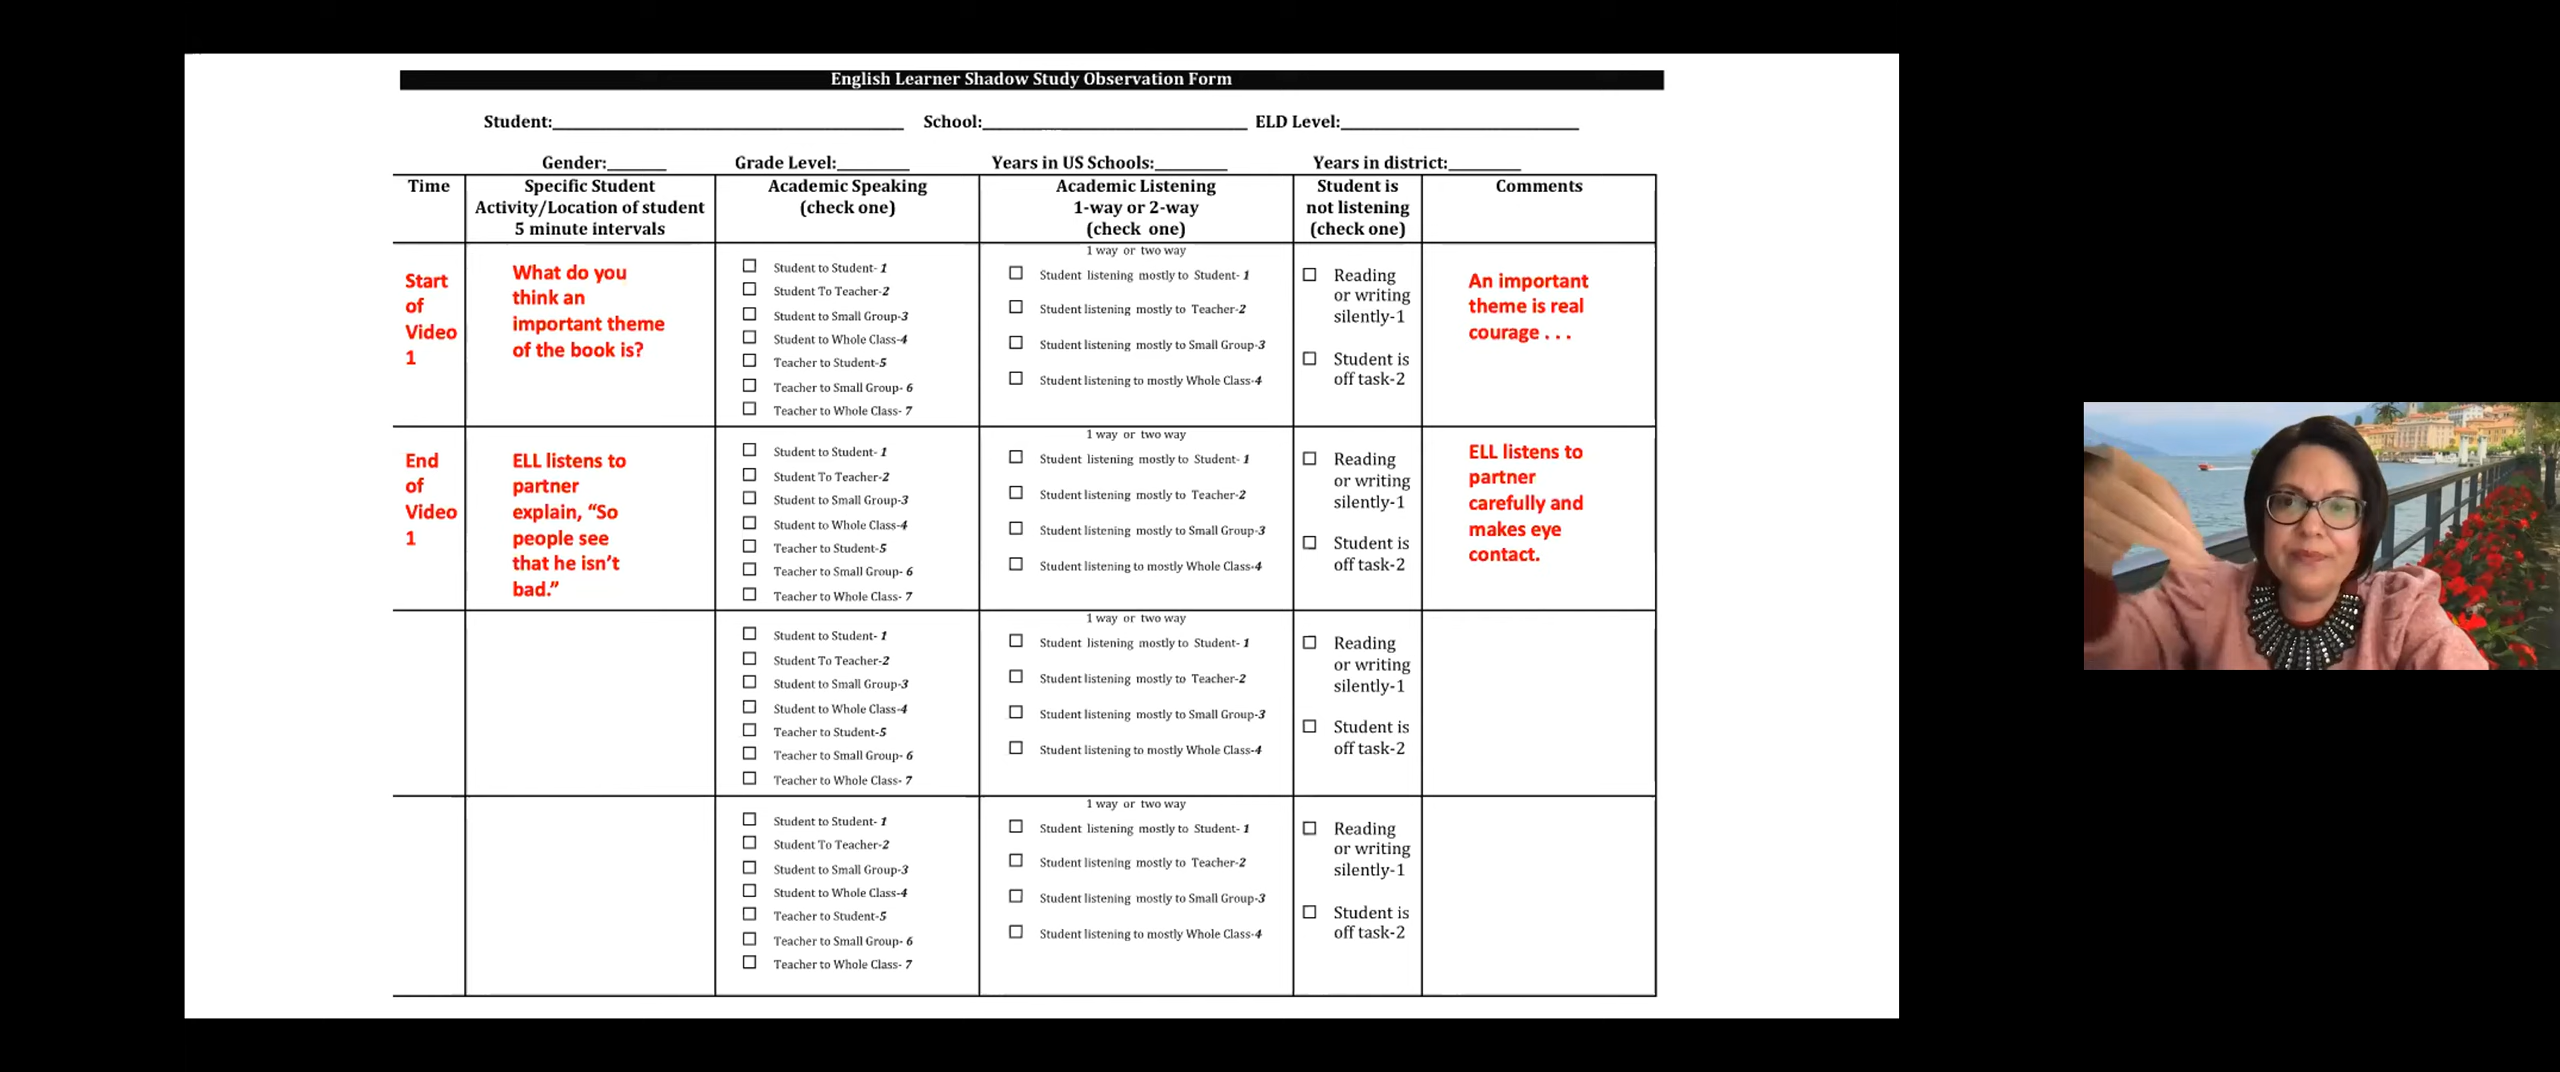 English Learner Shadow Study Observation Form
Student:___ School:___ ELD Level:___
Gender:___ Grade Level:___ Years in US Schools:___ Years in district:___
Time
Specific Student
Activity/Location of student
5 minute intervals
Academic Speaking
(check one)
Academic Listening
1-way or 2-way
(check one)
Student is
not listening
(check one)
Comments
Start
of
Video
1
What do you
think an
important theme
of the book is?
Student to Student- 1
Student To Teacher-2
Student to Small Group-3
Student to Whole Class-4
Teacher to Student-5
Teacher to Small Group- 6
Teacher to Whole Class- 7
1 way or two way
Student listening mostly to Student- 1
Student listening mostly to Teacher-2
Student listening mostly to Small Group-3
Student listening to mostly Whole Class-4
Reading
or writing
silently-1
Student is
off task-2
An important
theme is real
courage . . .
End
of
Video
1
ELL listens to
partner
explain, “So
people see
that he isn’t
bad.”
Student to Student- 1
Student To Teacher-2
Student to Small Group-3
Student to Whole Class-4
Teacher to Student-5
Teacher to Small Group- 6
Teacher to Whole Class- 7
1 way or two way
Student listening mostly to Student- 1
Student listening mostly to Teacher-2
Student listening mostly to Small Group-3
Student listening to mostly Whole Class-4
Reading
or writing
silently-1
Student is
off task-2
ELL listens to
partner
carefully and
makes eye
contact.
Student to Student- 1
Student To Teacher-2
Student to Small Group-3
Student to Whole Class-4
Teacher to Student-5
Teacher to Small Group- 6
Teacher to Whole Class- 7
1 way or two way
Student listening mostly to Student- 1
Student listening mostly to Teacher-2
Student listening mostly to Small Group-3
Student listening to mostly Whole Class-4
Reading
or writing
silently-1
Student is
off task-2
Student to Student- 1
Student To Teacher-2
Student to Small Group-3
Student to Whole Class-4
Teacher to Student-5
Teacher to Small Group- 6
Teacher to Whole Class- 7
1 way or two way
Student listening mostly to Student- 1
Student listening mostly to Teacher-2
Student listening mostly to Small Group-3
Student listening to mostly Whole Class-4
Reading
or writing
silently-1
Student is
off task-2